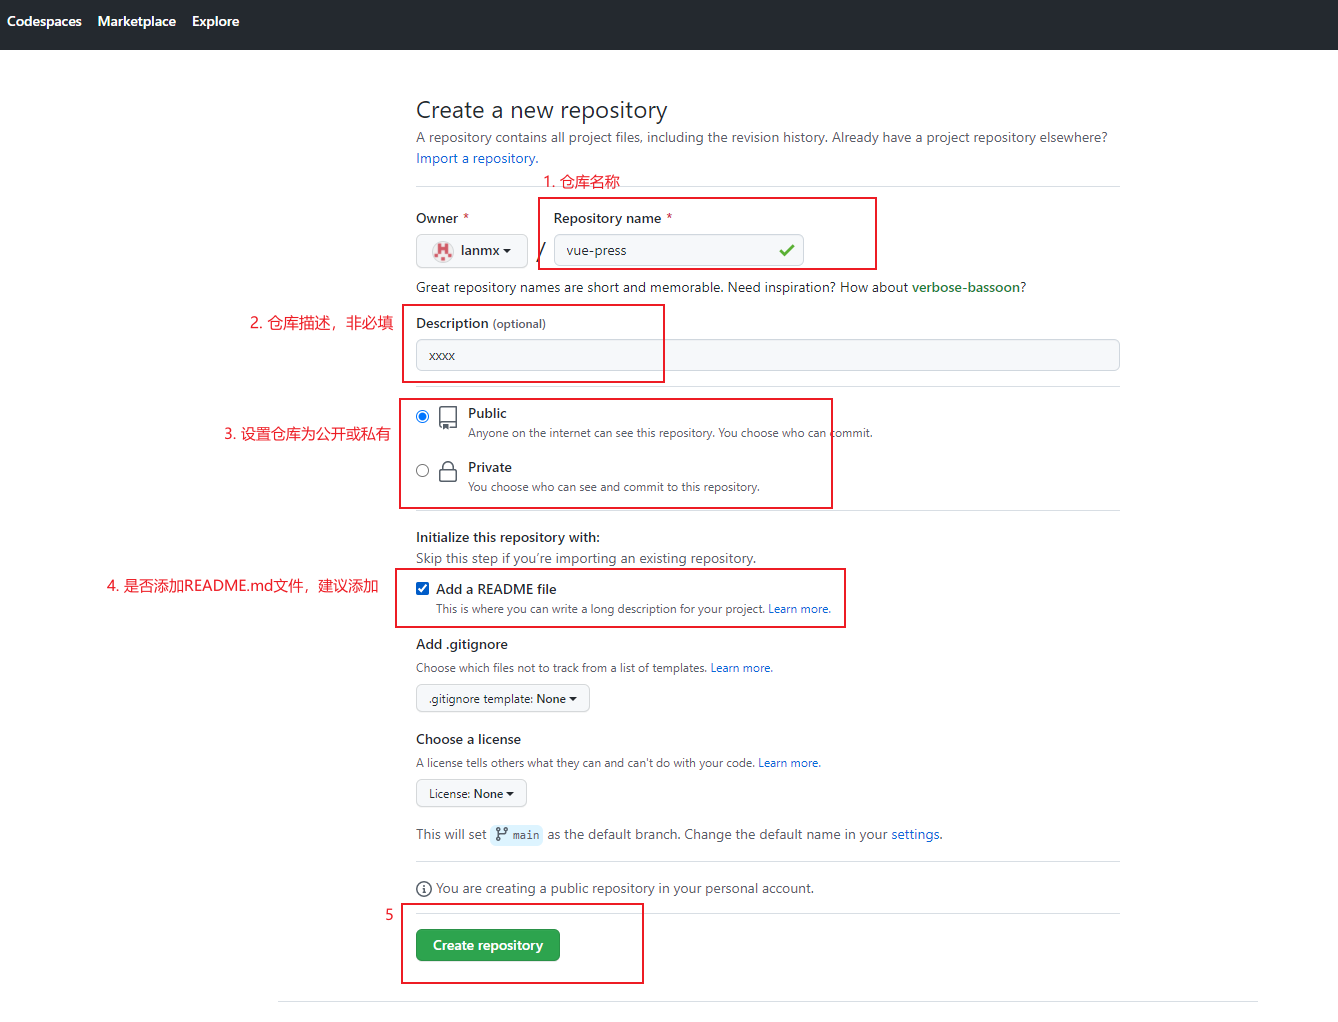 Codespaces Marketplace Explore
Create a new repository
A repository contains all project files, including the revision history. Already have a project repository elsewhere?
Import a repository.
1. 仓库名称
Owner * Repository name *
lanmx / vue-press
Great repository names are short and memorable. Need inspiration? How about verbose-bassoon?
2. 仓库描述，非必填
Description (optional)
xxxx
3. 设置仓库为公开或私有
Public
Anyone on the internet can see this repository. You choose who can commit.
Private
You choose who can see and commit to this repository.
Initialize this repository with:
Skip this step if you're importing an existing repository.
4. 是否添加README.md文件，建议添加
Add a README file
This is where you can write a long description for your project. Learn more.
Add .gitignore
Choose which files not to track from a list of templates. Learn more.
.gitignore template: None
Choose a license
A license tells others what they can and can't do with your code. Learn more.
License: None
This will set main as the default branch. Change the default name in your settings.
You are creating a public repository in your personal account.
5
Create repository